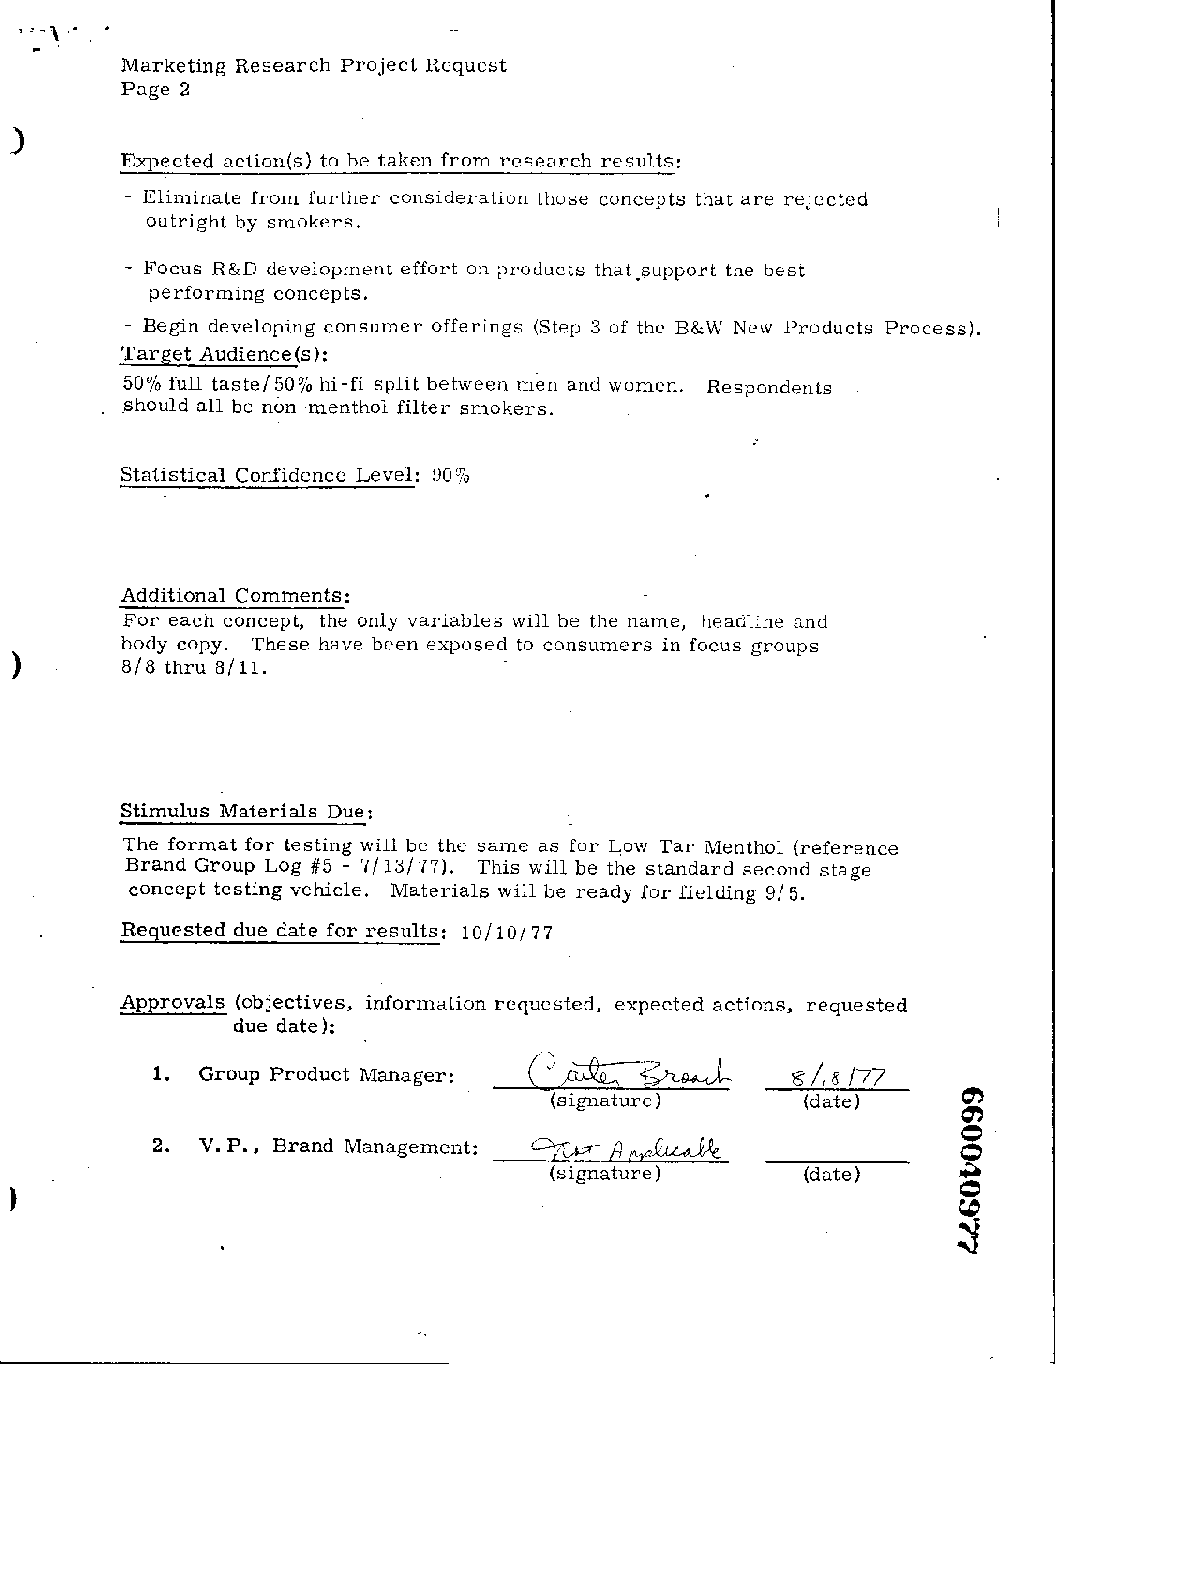 Marketing Research Project Request
Page 2
Expected action(s) to be taken from research results:
- Eliminate from further consideration those concepts that are rejected
outright by smokers.
- Focus R&D development effort on products that support the best
performing concepts.
- Begin developing consumer offerings (Step 3 of the B&W New Products Process).
Target Audience(s):
50% full taste/50% hi-fi split between men and women. Respondents
should all be non-menthol filter smokers.
Statistical Confidence Level: 90%
Additional Comments:
For each concept, the only variables will be the name, headline and
body copy. These have been exposed to consumers in focus groups
8/8 thru 8/11.
Stimulus Materials Due:
The format for testing will be the same as for Low Tar Menthol (reference
Brand Group Log #5 - 7/13/77). This will be the standard second stage
concept testing vehicle. Materials will be ready for fielding 9/5.
Requested due date for results: 10/10/77
Approvals (objectives, information requested, expected actions, requested
due date):
1. Group Product Manager: Carter Broach
(signature) (date)
2. V.P., Brand Management: Not Applicable
(signature) (date)
660040977